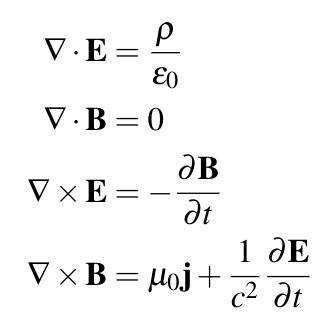 ∇ · 𝐄 = ρ/ε₀
∇ · 𝐁 = 0
∇ × 𝐄 = −∂𝐁/∂t
∇ × 𝐁 = μ₀𝐣 + 1/c² ∂𝐄/∂t